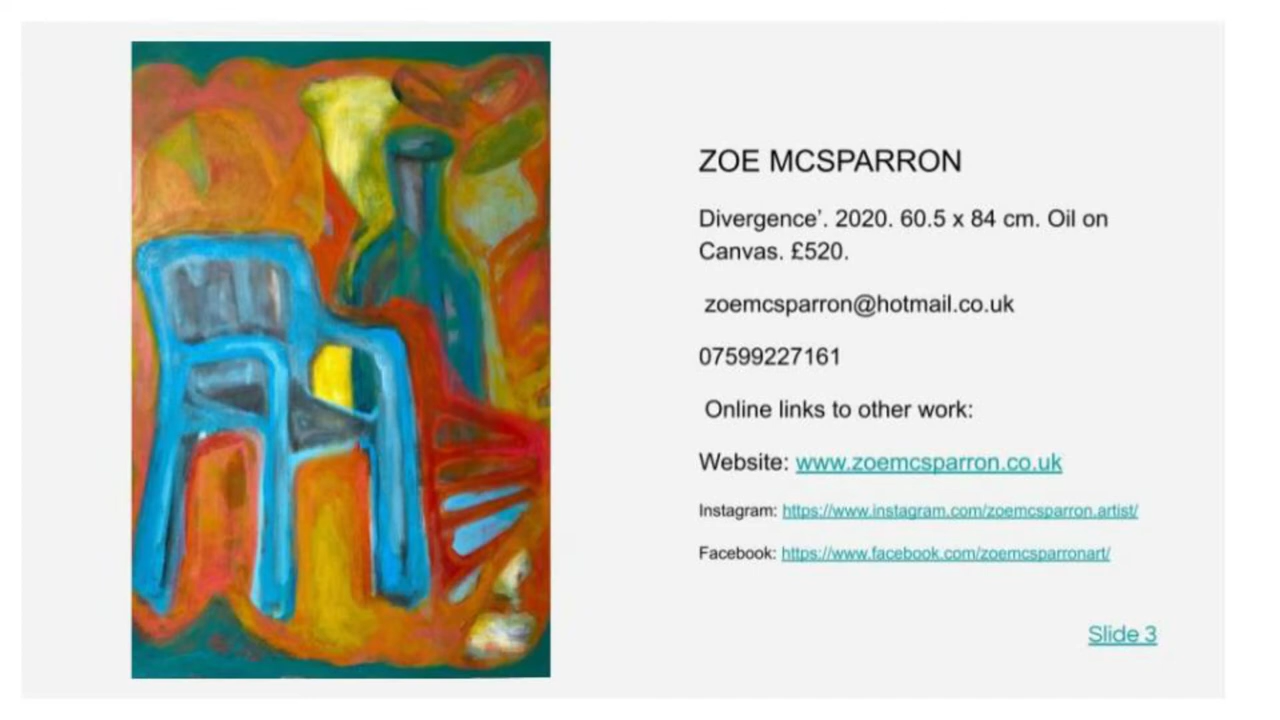 ZOE MCSPARRON
Divergence’. 2020. 60.5 x 84 cm. Oil on
Canvas. £520.
zoemcsparron@hotmail.co.uk
07599227161
Online links to other work:
Website: www.zoemcsparron.co.uk
Instagram: https://www.instagram.com/zoemcsparron.artist/
Facebook: https://www.facebook.com/zoemcsparronart/
Slide 3